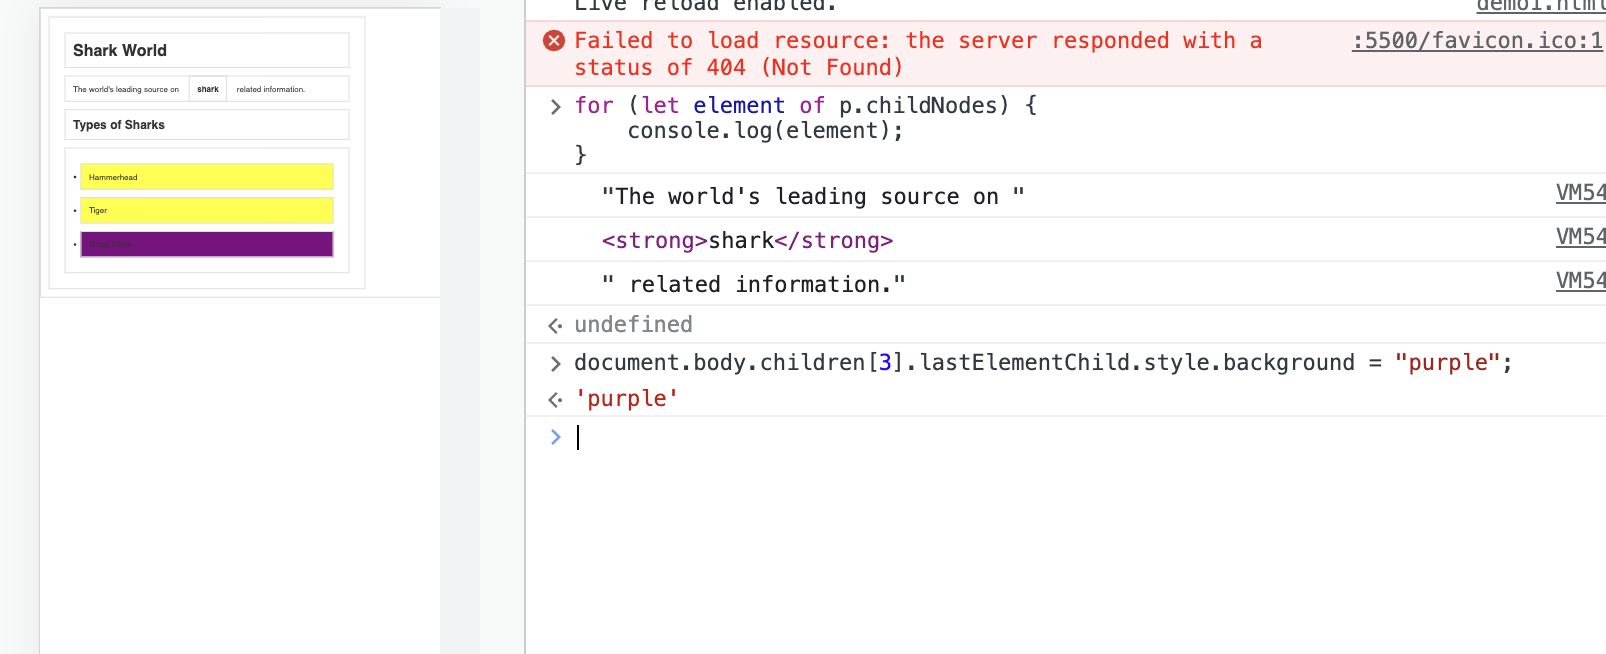 Shark World
The world's leading source on shark related information.
Types of Sharks
Hammerhead
Tiger
Live reload enabled.
demo1.html
Failed to load resource: the server responded with a
status of 404 (Not Found)
:5500/favicon.ico:1
for (let element of p.childNodes) {
console.log(element);
}
"The world's leading source on "
VM54
<strong>shark</strong>
VM54
" related information."
VM54
undefined
document.body.children[3].lastElementChild.style.background = "purple";
'purple'